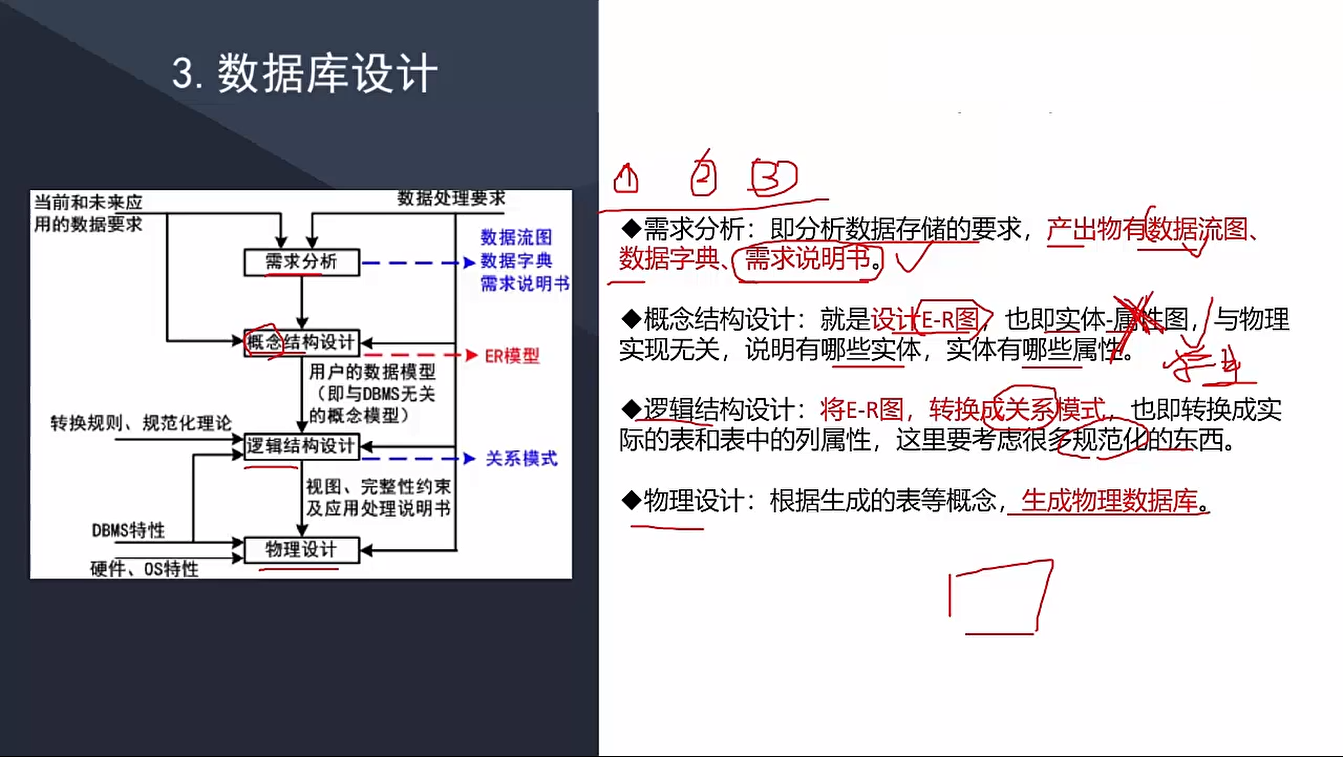 3.数据库设计
当前和未来应
用的数据要求
数据处理要求
需求分析
数据流图
数据字典
需求说明书
概念结构设计
ER模型
用户的数据模型
（即与DBMS无关
的概念模型）
转换规则、规范化理论
逻辑结构设计
关系模式
视图、完整性约束
及应用处理说明书
DBMS特性
物理设计
硬件、OS特性
1 2 3
◆需求分析：即分析数据存储的要求，产出物有数据流图、
数据字典、需求说明书。
◆概念结构设计：就是设计E-R图，也即实体-属性图，与物理
实现无关，说明有哪些实体，实体有哪些属性。
◆逻辑结构设计：将E-R图，转换成关系模式，也即转换成实
际的表和表中的列属性，这里要考虑很多规范化的东西。
◆物理设计：根据生成的表等概念，生成物理数据库。